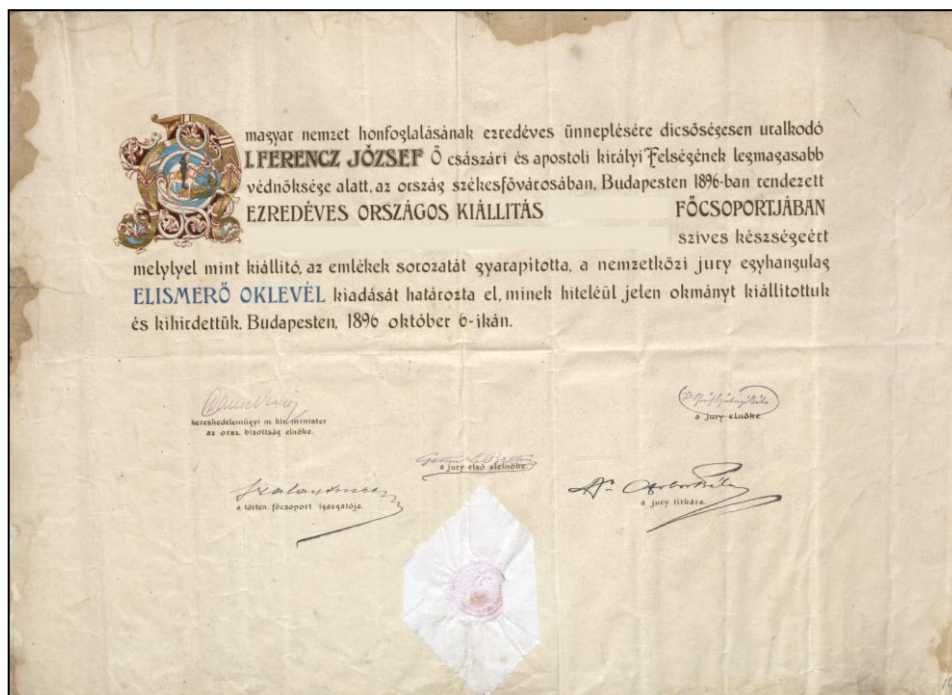 A magyar nemzet honfoglalásának ezredéves ünneplésére dicsőségesen uralkodó
I. FERENCZ JÓZSEF Ő császári és apostoli királyi Felségének legmagasabb
védnöksége alatt, az ország székesfővárosában, Budapesten 1896-ban rendezett
EZREDÉVES ORSZÁGOS KIÁLLITÁS FŐCSOPORTJÁBAN
szives készségeért
melylyel mint kiállitó, az emlékek sorozatát gyarapitotta, a nemzetközi jury egyhangulag
ELISMERŐ OKLEVÉL kiadását határozta el, minek hiteléül jelen okmányt kiállitottuk
és kihirdettük. Budapesten, 1896 október 6-ikán.
kereskedelemügyi m. kir. minister
az orsz. bizottság elnöke.
a jury elnöke.
a jury első alelnöke.
a történ. főcsoport igazgatója.
a jury titkára.